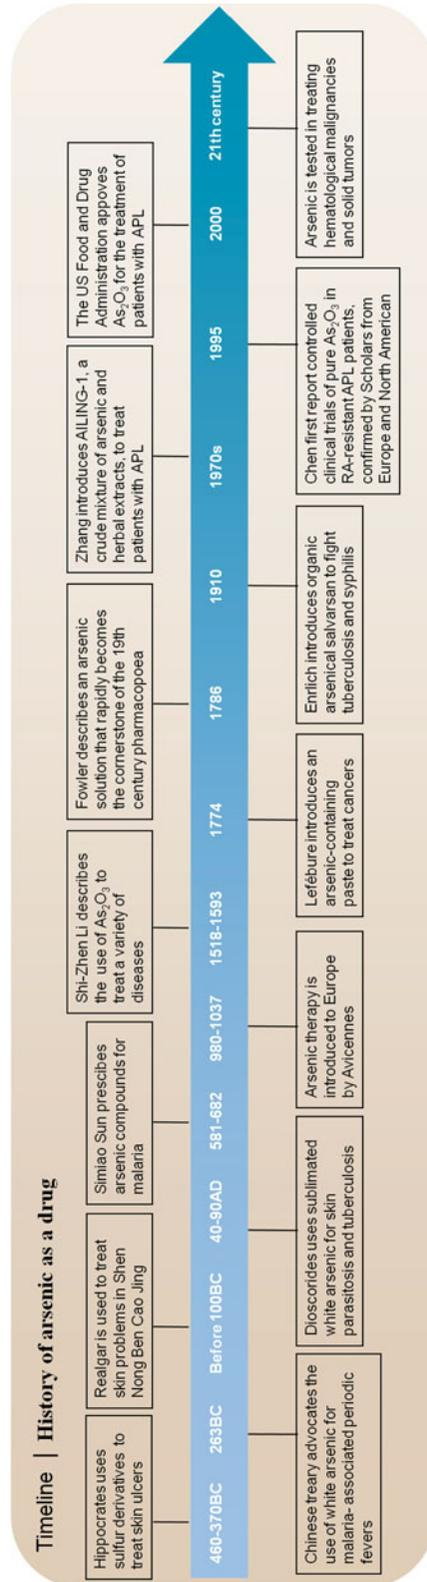 Timeline | History of arsenic as a drug
Hippocrates uses
sulfur derivatives to
treat skin ulcers
Realgar is used to treat
skin problems in Shen
Nong Ben Cao Jing
Simiao Sun prescibes
arsenic compounds for
malaria
Shi-Zhen Li describes
the use of As₂O₃ to
treat a variety of
diseases
Fowler describes an arsenic
solution that rapidly becomes
the cornerstone of the 19th
century pharmacopoea
Zhang introduces AILING-1, a
crude mixture of arsenic and
herbal extracts, to treat
patients with APL
The US Food and Drug
Administration appoves
As₂O₃ for the treatment of
patients with APL
460-370BC
263BC
Before 100BC
40-90AD
581-682
980-1037
1518-1593
1774
1786
1910
1970s
1995
2000
21th century
Chinese treary advocates the
use of white arsenic for
malaria- associated periodic
fevers
Dioscorides uses sublimated
white arsenic for skin
parasitosis and tuberculosis
Arsenic therapy is
introduced to Europe
by Avicennes
Lefébure introduces an
arsenic-containing
paste to treat cancers
Enrlich introduces organic
arsenical salvarsan to fight
tuberculosis and syphilis
Chen first report controlled
clinical trials of pure As₂O₃ in
RA-resistant APL patients,
confirmed by Scholars from
Europe and North American
Arsenic is tested in treating
hematological malignancies
and solid tumors